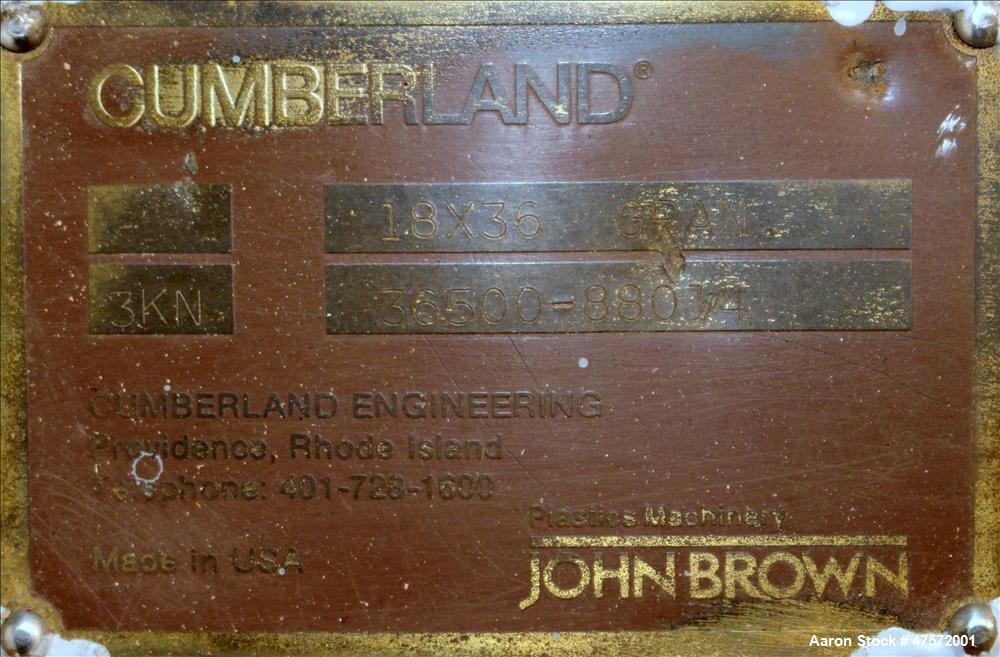 CUMBERLAND®
18X36 GRAN.
3KN 36500-88014
CUMBERLAND ENGINEERING
Providence, Rhode Island
Telephone: 401-728-1600
Made in USA
Plastics Machinery
JOHN BROWN
Aaron Stock # 47572001